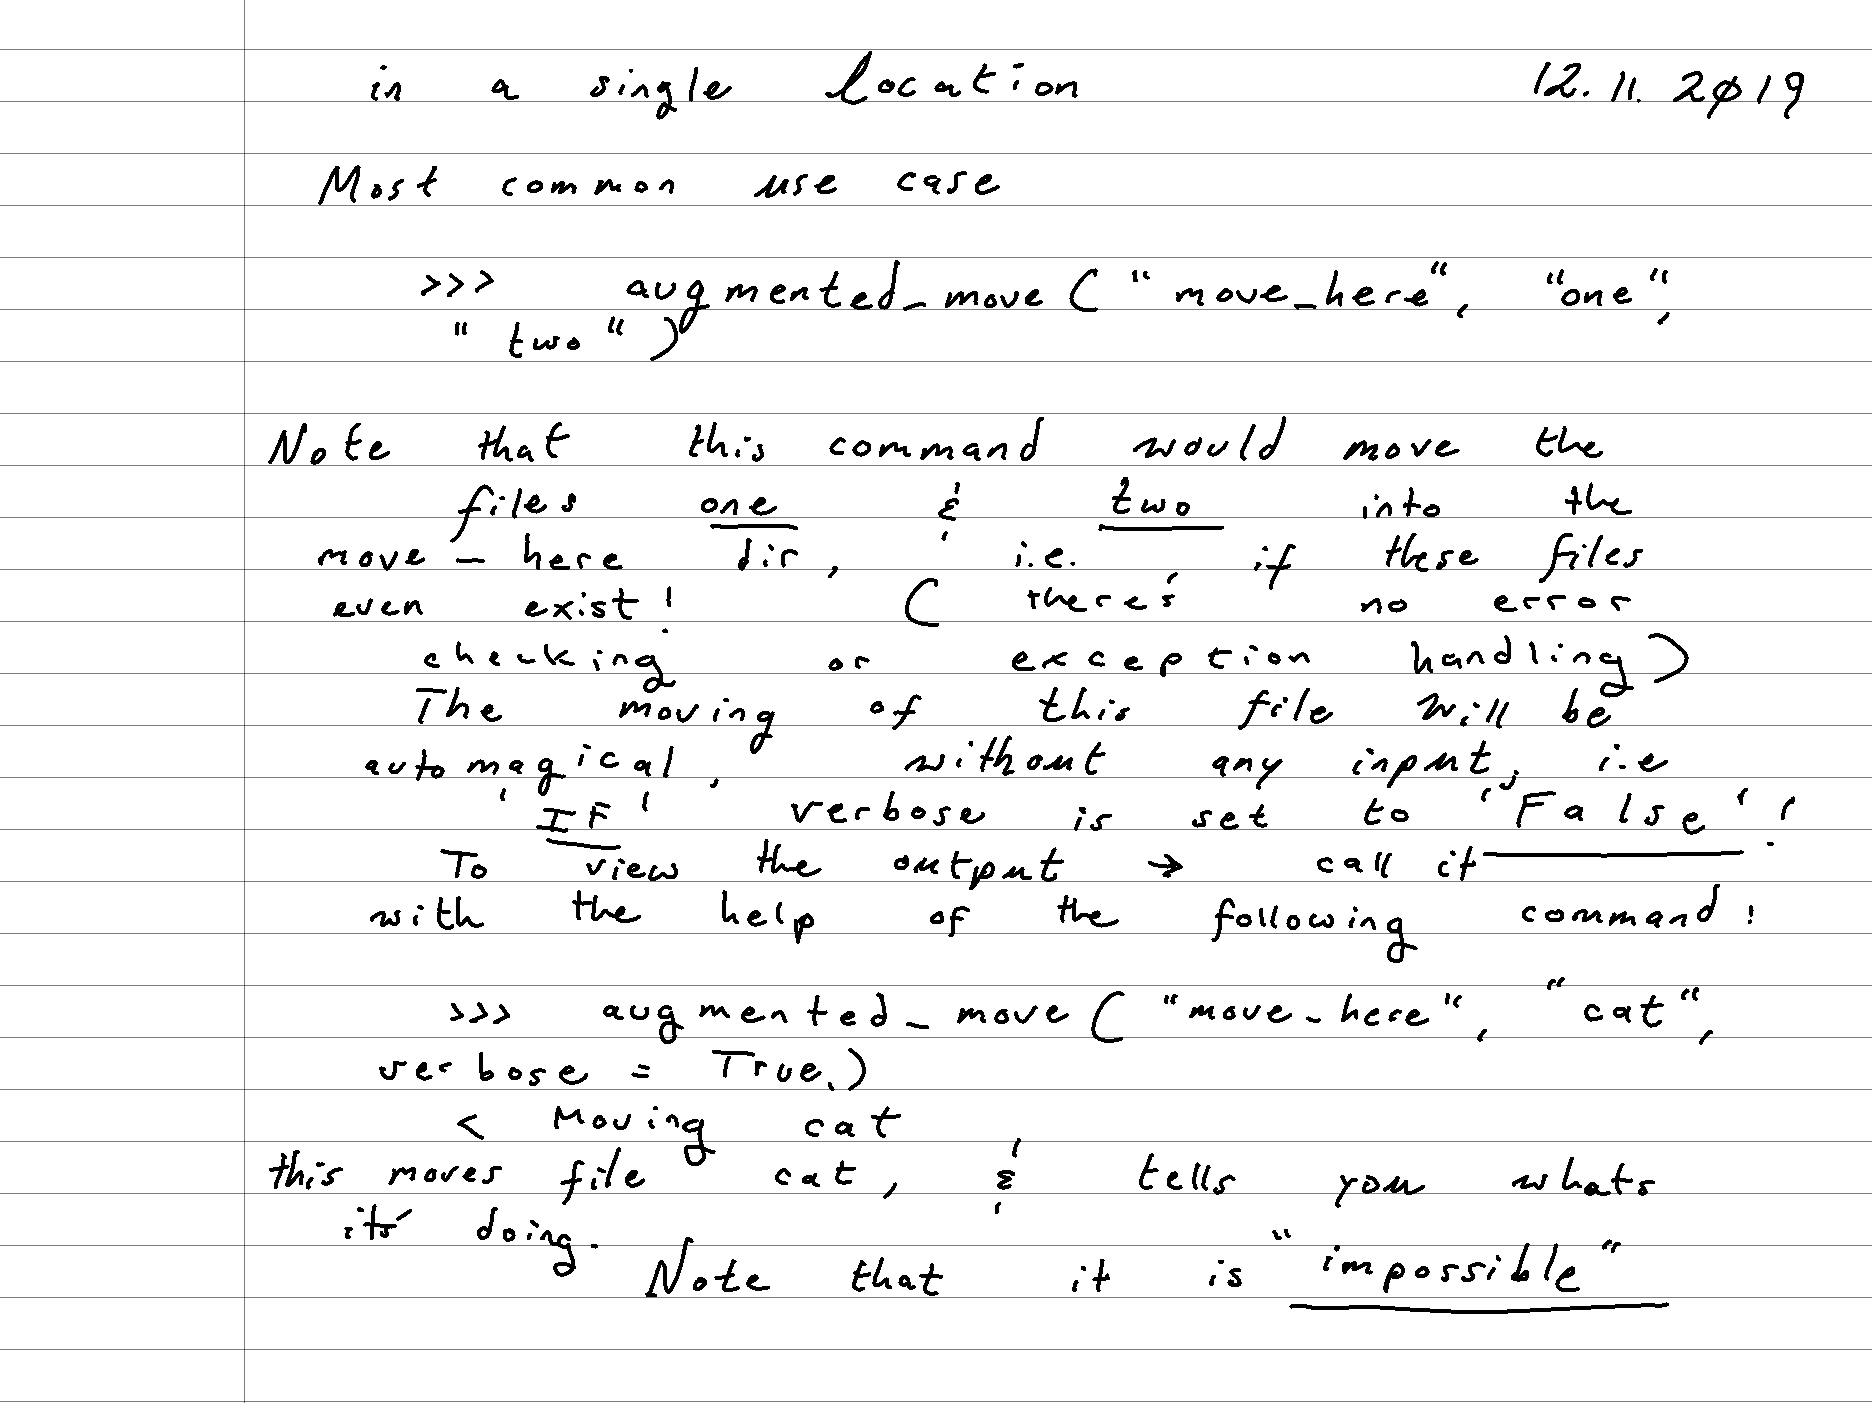 in a single location 12.11.2019
Most common use case
>>> augmented_move ( "move_here", "one",
"two" )
Note that this command would move the
files one & two into the
move_here dir, i.e. if these files
even exist! ( there's no error
checking or exception handling)
The moving of this file will be
automagical, without any input, i.e
'IF' verbose is set to 'False'!
To view the output → call it
with the help of the following command!
>>> augmented_move ( "move_here", "cat",
verbose = True,)
< Moving cat
this moves file cat, & tells you whats
it's doing.
Note that it is "impossible"